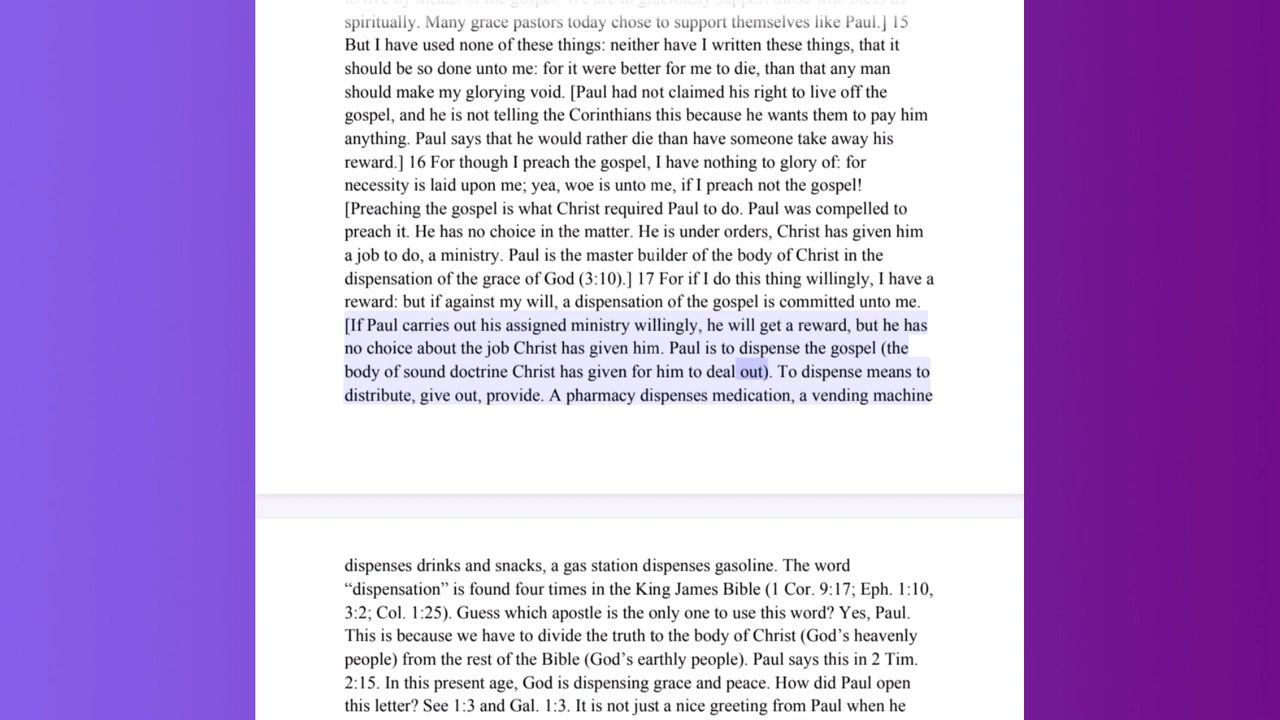 spiritually. Many grace pastors today chose to support themselves like Paul.] 15
But I have used none of these things: neither have I written these things, that it
should be so done unto me: for it were better for me to die, than that any man
should make my glorying void. [Paul had not claimed his right to live off the
gospel, and he is not telling the Corinthians this because he wants them to pay him
anything. Paul says that he would rather die than have someone take away his
reward.] 16 For though I preach the gospel, I have nothing to glory of: for
necessity is laid upon me; yea, woe is unto me, if I preach not the gospel!
[Preaching the gospel is what Christ required Paul to do. Paul was compelled to
preach it. He has no choice in the matter. He is under orders, Christ has given him
a job to do, a ministry. Paul is the master builder of the body of Christ in the
dispensation of the grace of God (3:10).] 17 For if I do this thing willingly, I have a
reward: but if against my will, a dispensation of the gospel is committed unto me.
[If Paul carries out his assigned ministry willingly, he will get a reward, but he has
no choice about the job Christ has given him. Paul is to dispense the gospel (the
body of sound doctrine Christ has given for him to deal out). To dispense means to
distribute, give out, provide. A pharmacy dispenses medication, a vending machine
dispenses drinks and snacks, a gas station dispenses gasoline. The word
“dispensation” is found four times in the King James Bible (1 Cor. 9:17; Eph. 1:10,
3:2; Col. 1:25). Guess which apostle is the only one to use this word? Yes, Paul.
This is because we have to divide the truth to the body of Christ (God’s heavenly
people) from the rest of the Bible (God’s earthly people). Paul says this in 2 Tim.
2:15. In this present age, God is dispensing grace and peace. How did Paul open
this letter? See 1:3 and Gal. 1:3. It is not just a nice greeting from Paul when he